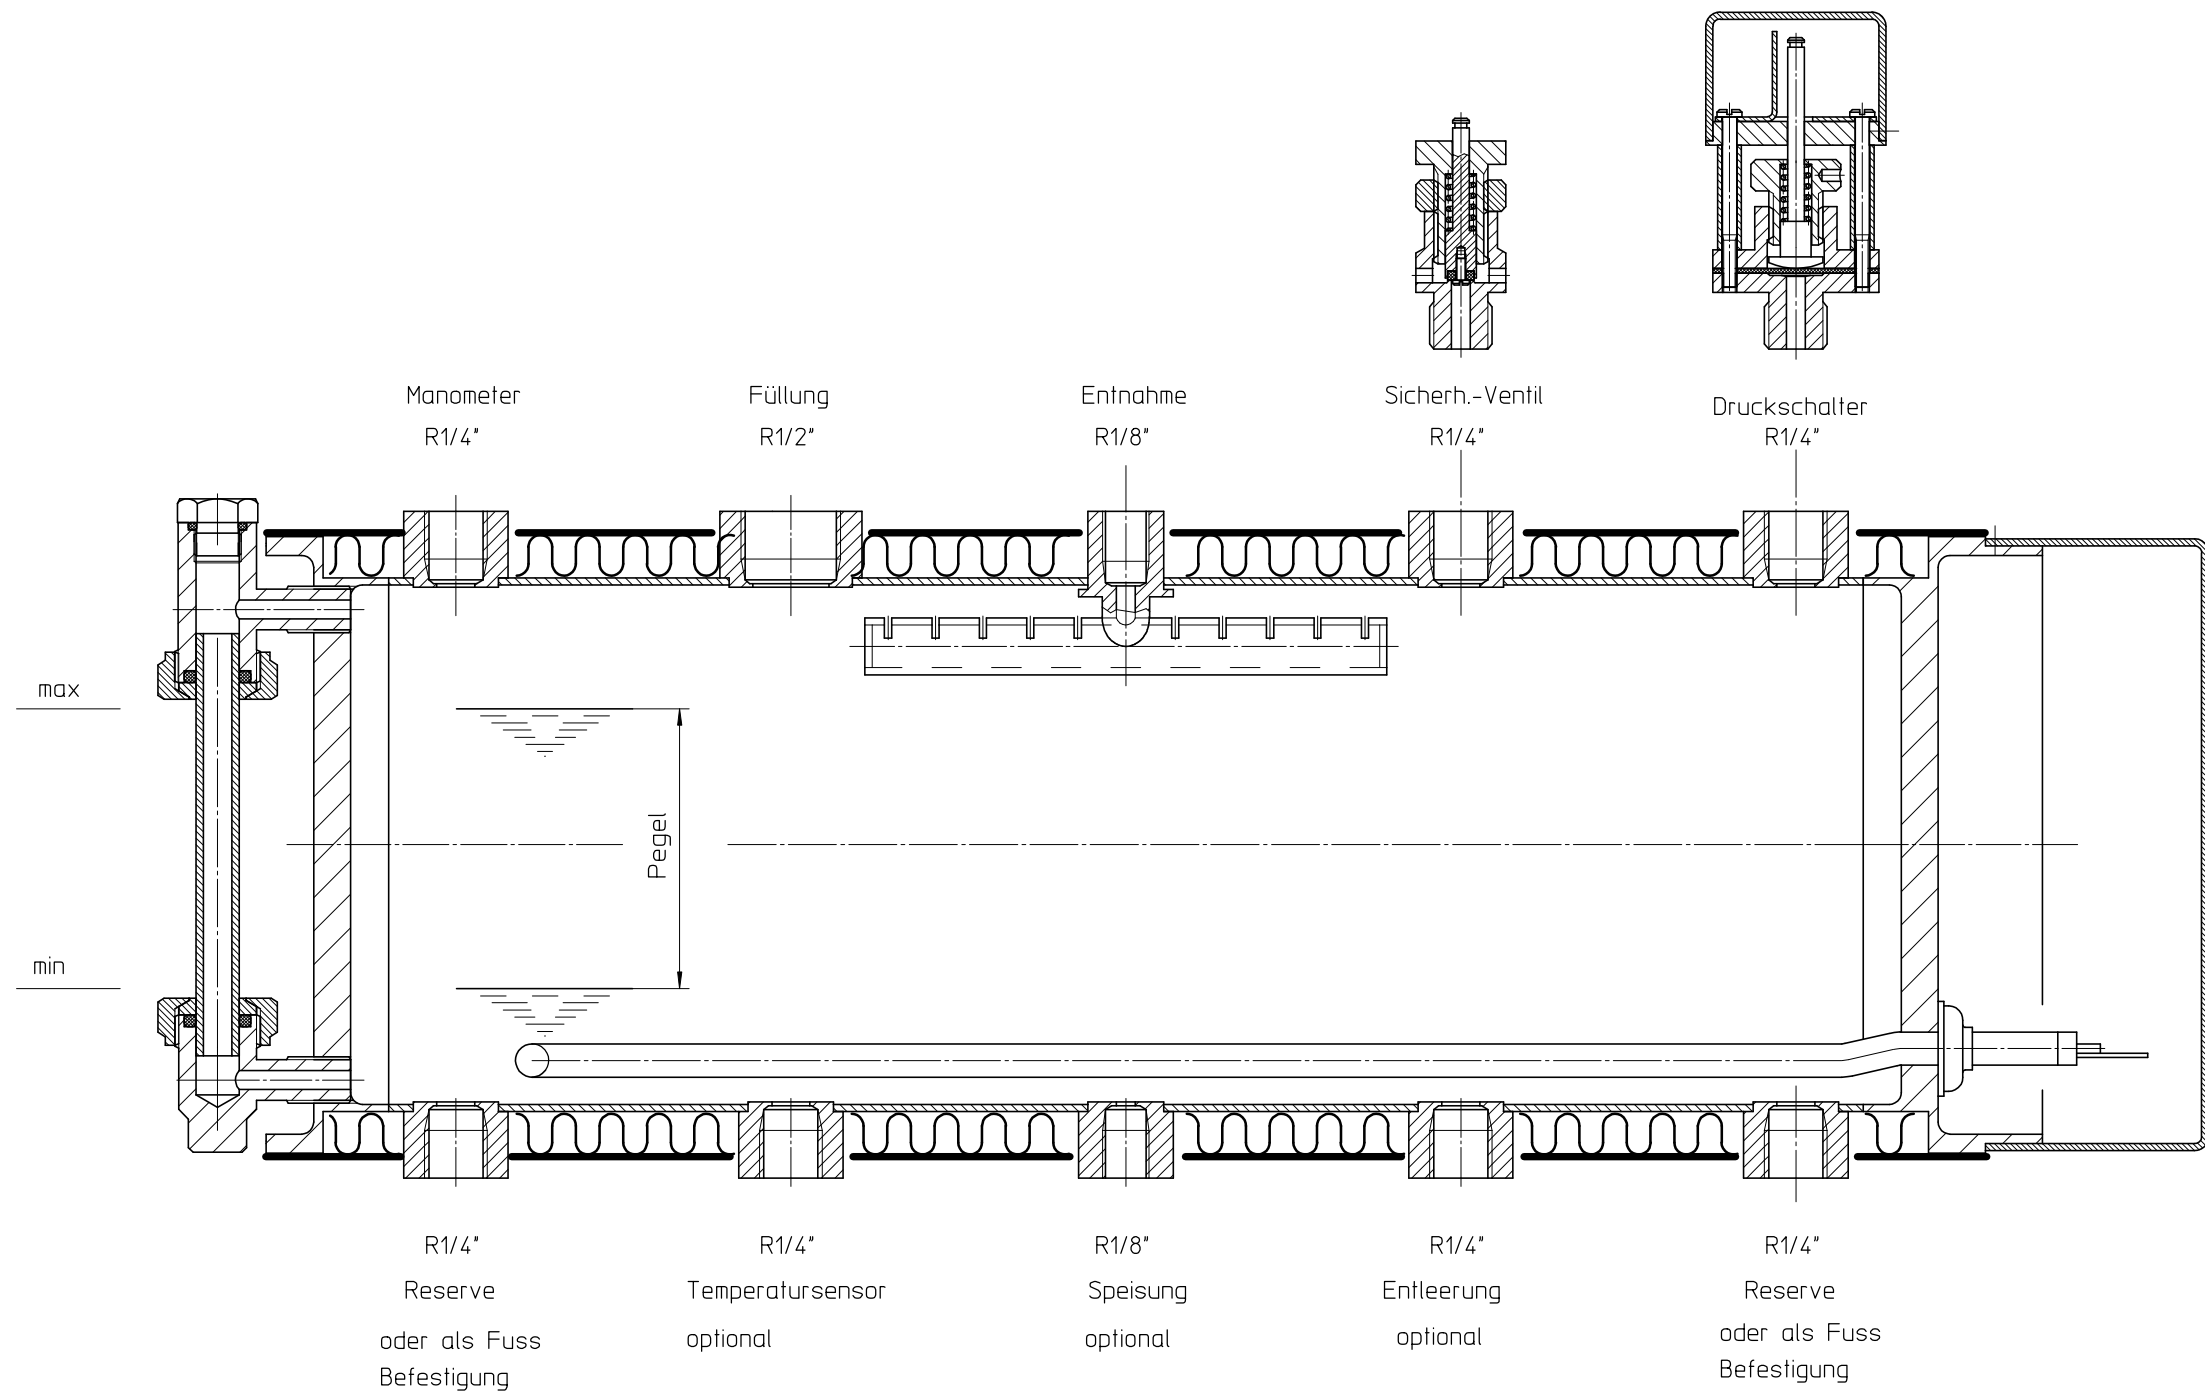 Manometer
R1/4"
Füllung
R1/2"
Entnahme
R1/8"
Sicherh.-Ventil
R1/4"
Druckschalter
R1/4"
max
Pegel
min
R1/4"
Reserve
oder als Fuss
Befestigung
R1/4"
Temperatursensor
optional
R1/8"
Speisung
optional
R1/4"
Entleerung
optional
R1/4"
Reserve
oder als Fuss
Befestigung